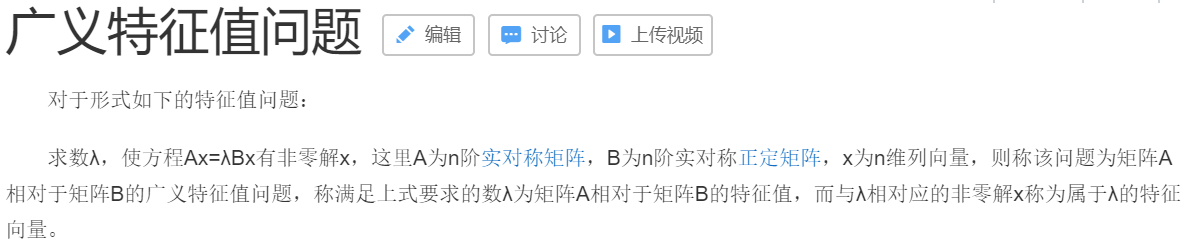 广义特征值问题 编辑 讨论 上传视频
对于形式如下的特征值问题：
求数λ，使方程Ax=λBx有非零解x，这里A为n阶实对称矩阵，B为n阶实对称正定矩阵，x为n维列向量，则称该问题为矩阵A
相对于矩阵B的广义特征值问题，称满足上式要求的数λ为矩阵A相对于矩阵B的特征值，而与λ相对应的非零解x称为属于λ的特征
向量。